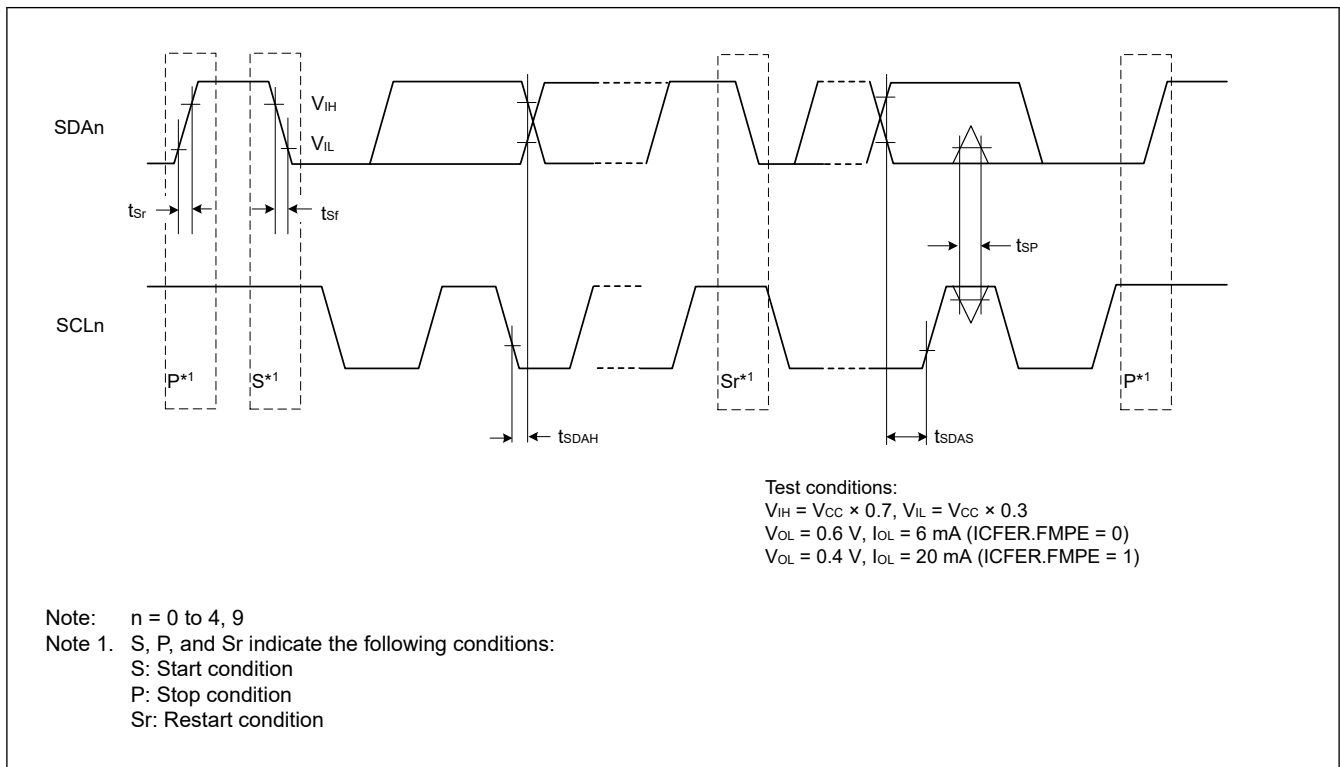 SDAn
VIH
VIL
tSr
tSf
tSP
SCLn
P*1
S*1
Sr*1
P*1
tSDAH
tSDAS
Test conditions:
VIH = VCC × 0.7, VIL = VCC × 0.3
VOL = 0.6 V, IOL = 6 mA (ICFER.FMPE = 0)
VOL = 0.4 V, IOL = 20 mA (ICFER.FMPE = 1)
Note: n = 0 to 4, 9
Note 1. S, P, and Sr indicate the following conditions:
S: Start condition
P: Stop condition
Sr: Restart condition